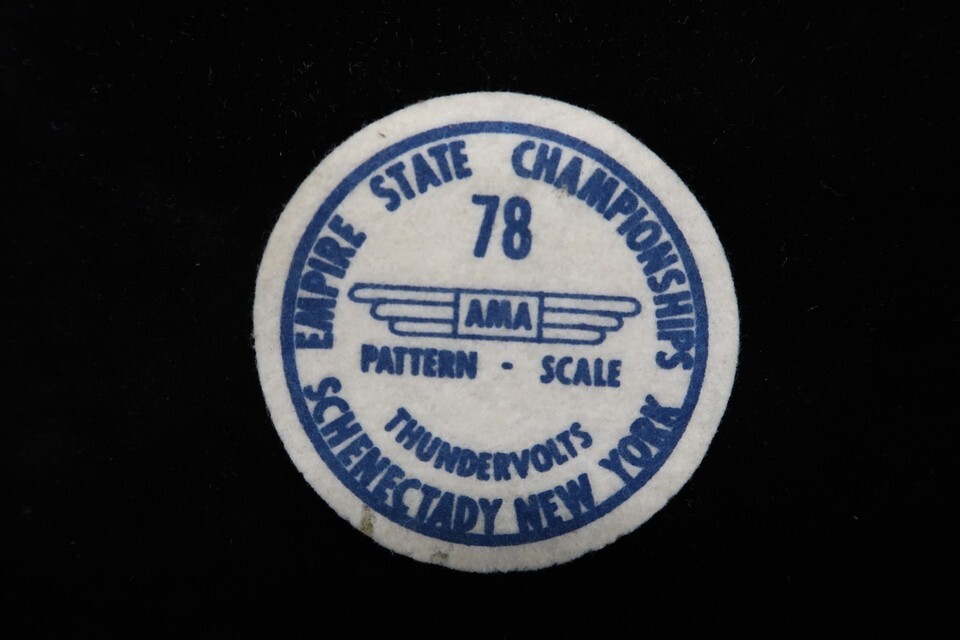 EMPIRE STATE CHAMPIONSHIPS
78
AMA
PATTERN - SCALE
THUNDERVOLTS
SCHENECTADY NEW YORK